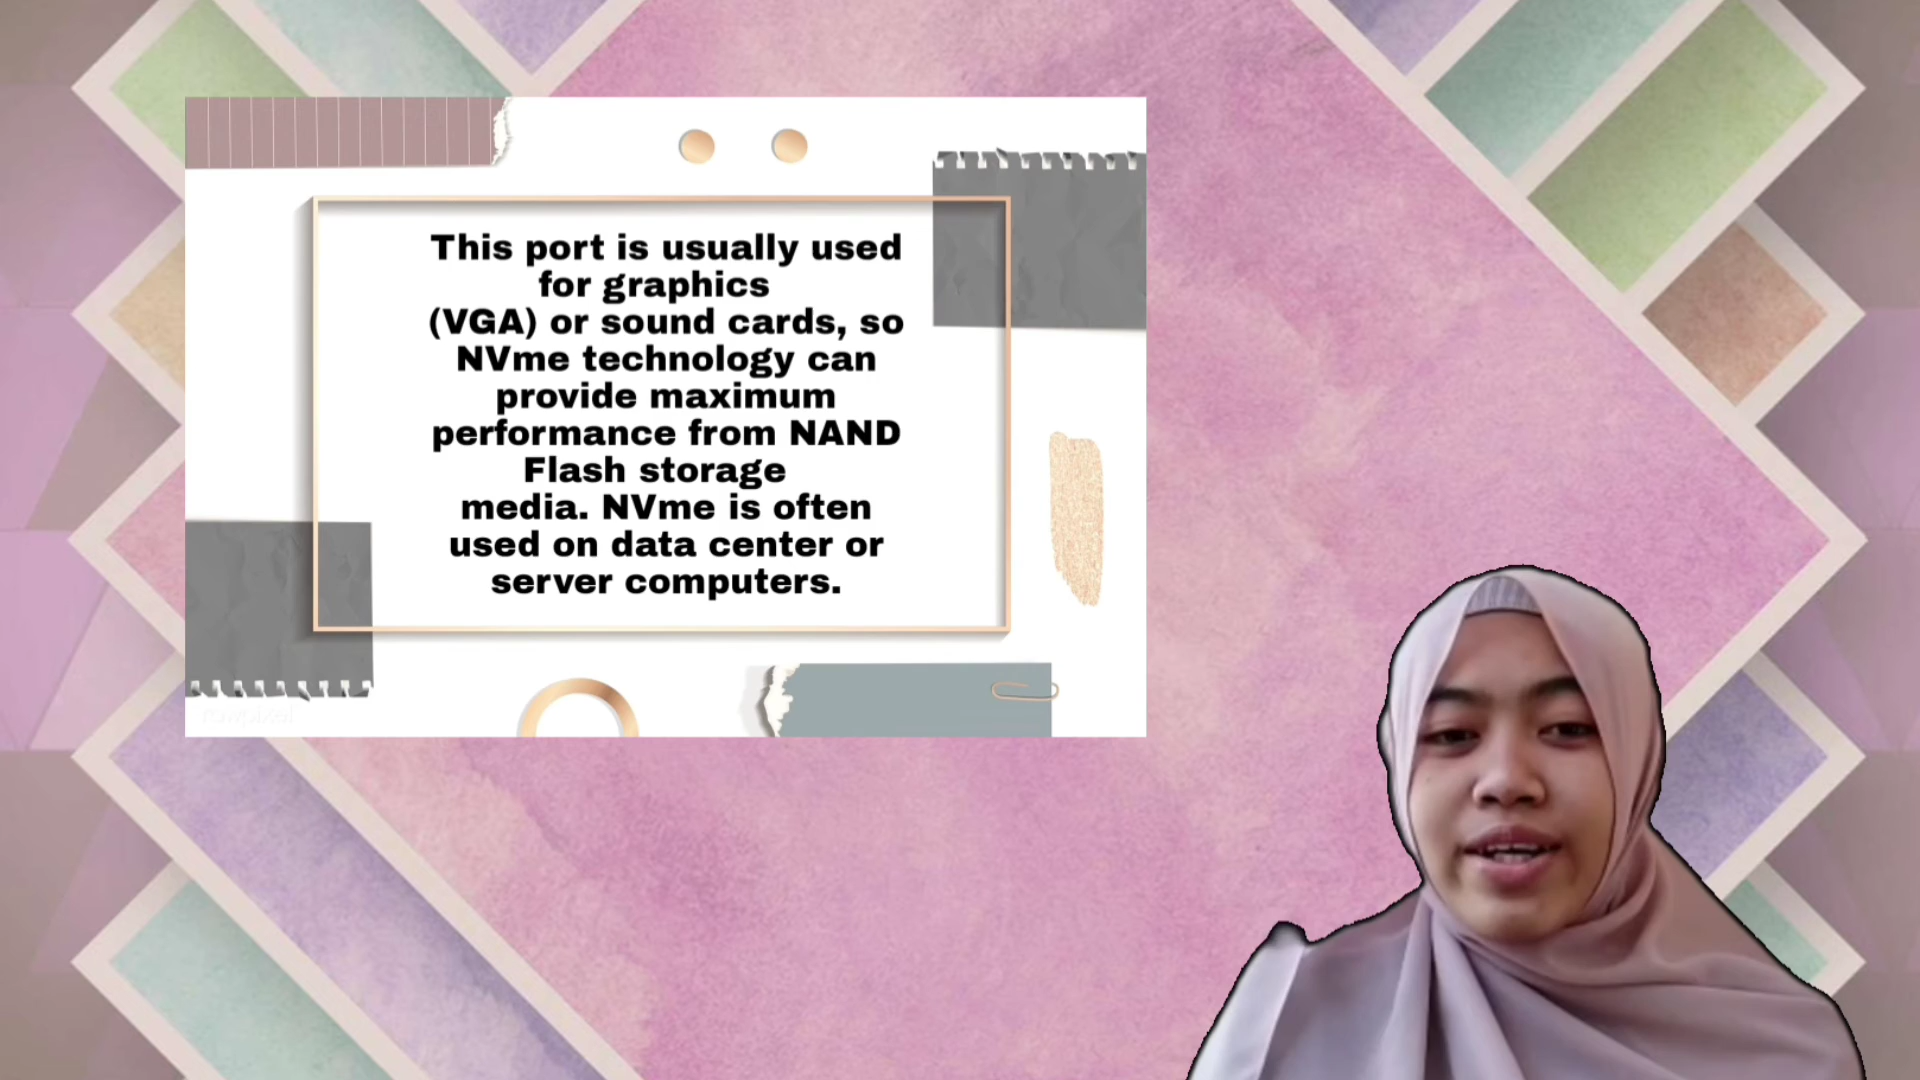 This port is usually used
for graphics
(VGA) or sound cards, so
NVme technology can
provide maximum
performance from NAND
Flash storage
media. NVme is often
used on data center or
server computers.
rawpixel